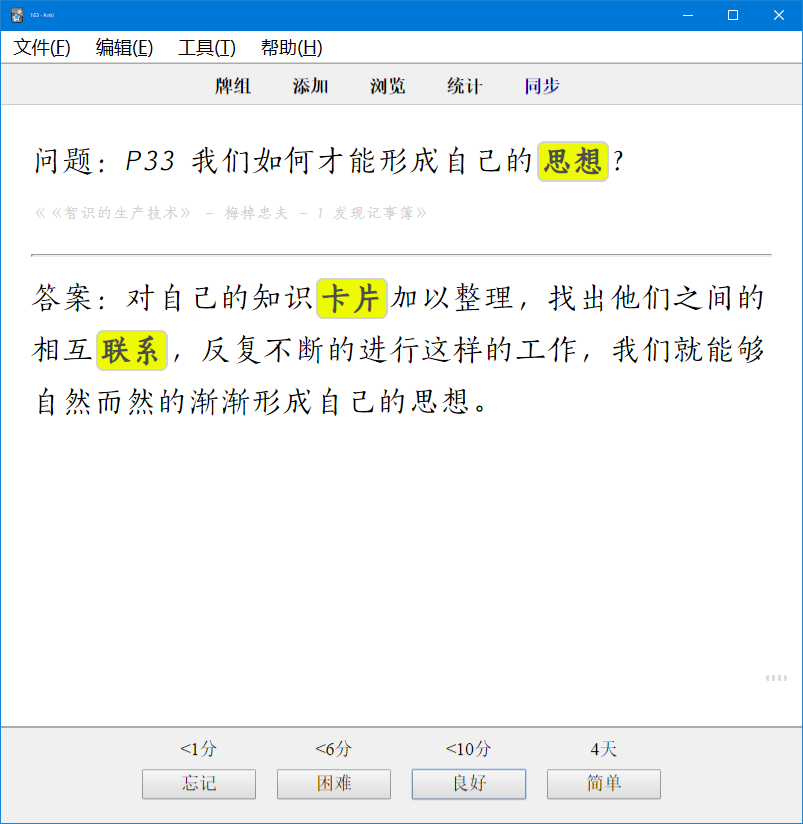 163 - Anki
文件(F) 编辑(E) 工具(T) 帮助(H)
牌组 添加 浏览 统计 同步
问题：P33 我们如何才能形成自己的思想？
《《智识的生产技术》 - 梅棹忠夫 - 1 发现记事簿》
答案：对自己的知识卡片加以整理，找出他们之间的
相互联系，反复不断的进行这样的工作，我们就能够
自然而然的渐渐形成自己的思想。
<1分 <6分 <10分 4天
忘记 困难 良好 简单